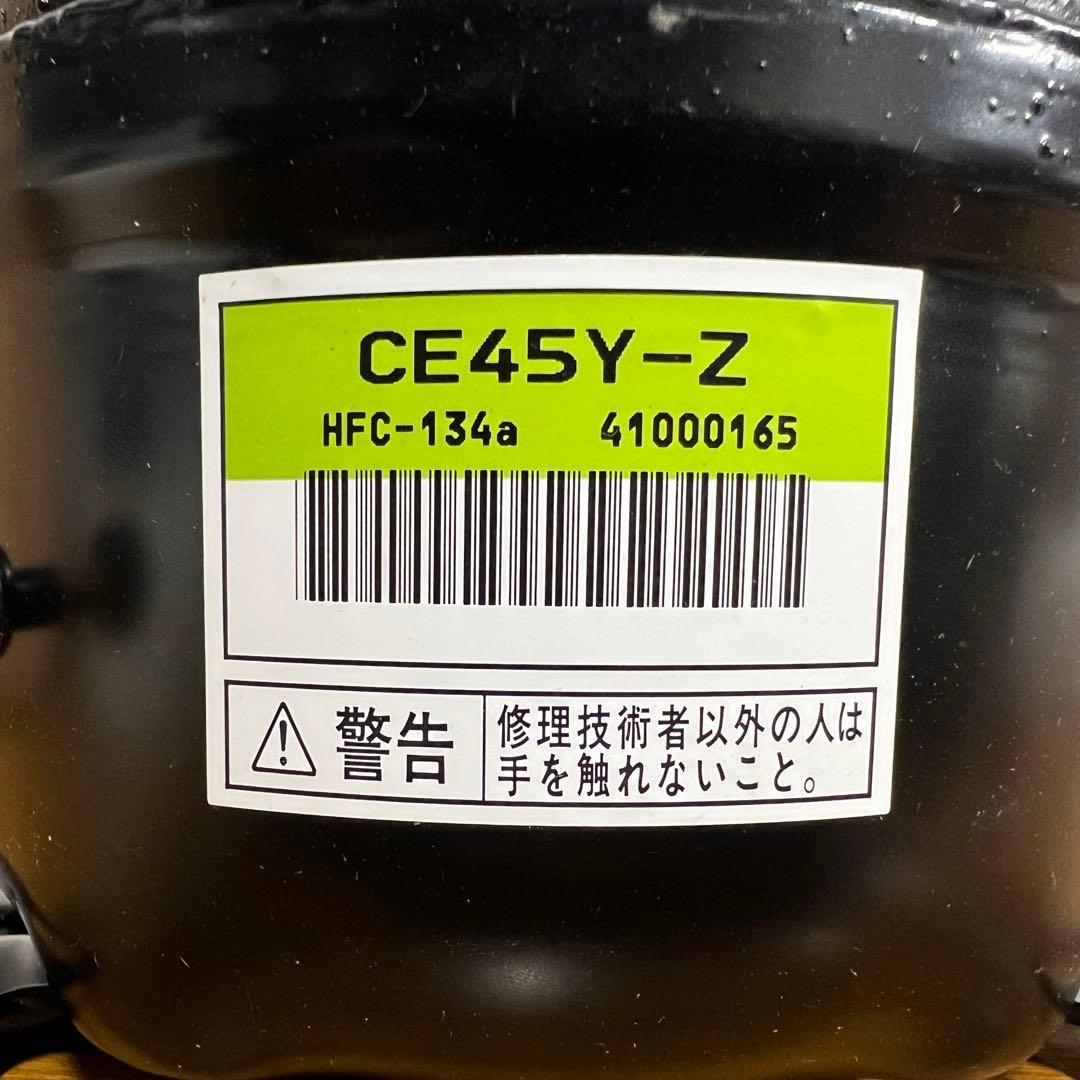 CE45Y-Z
HFC-134a 41000165
警告
修理技術者以外の人は
手を触れないこと。